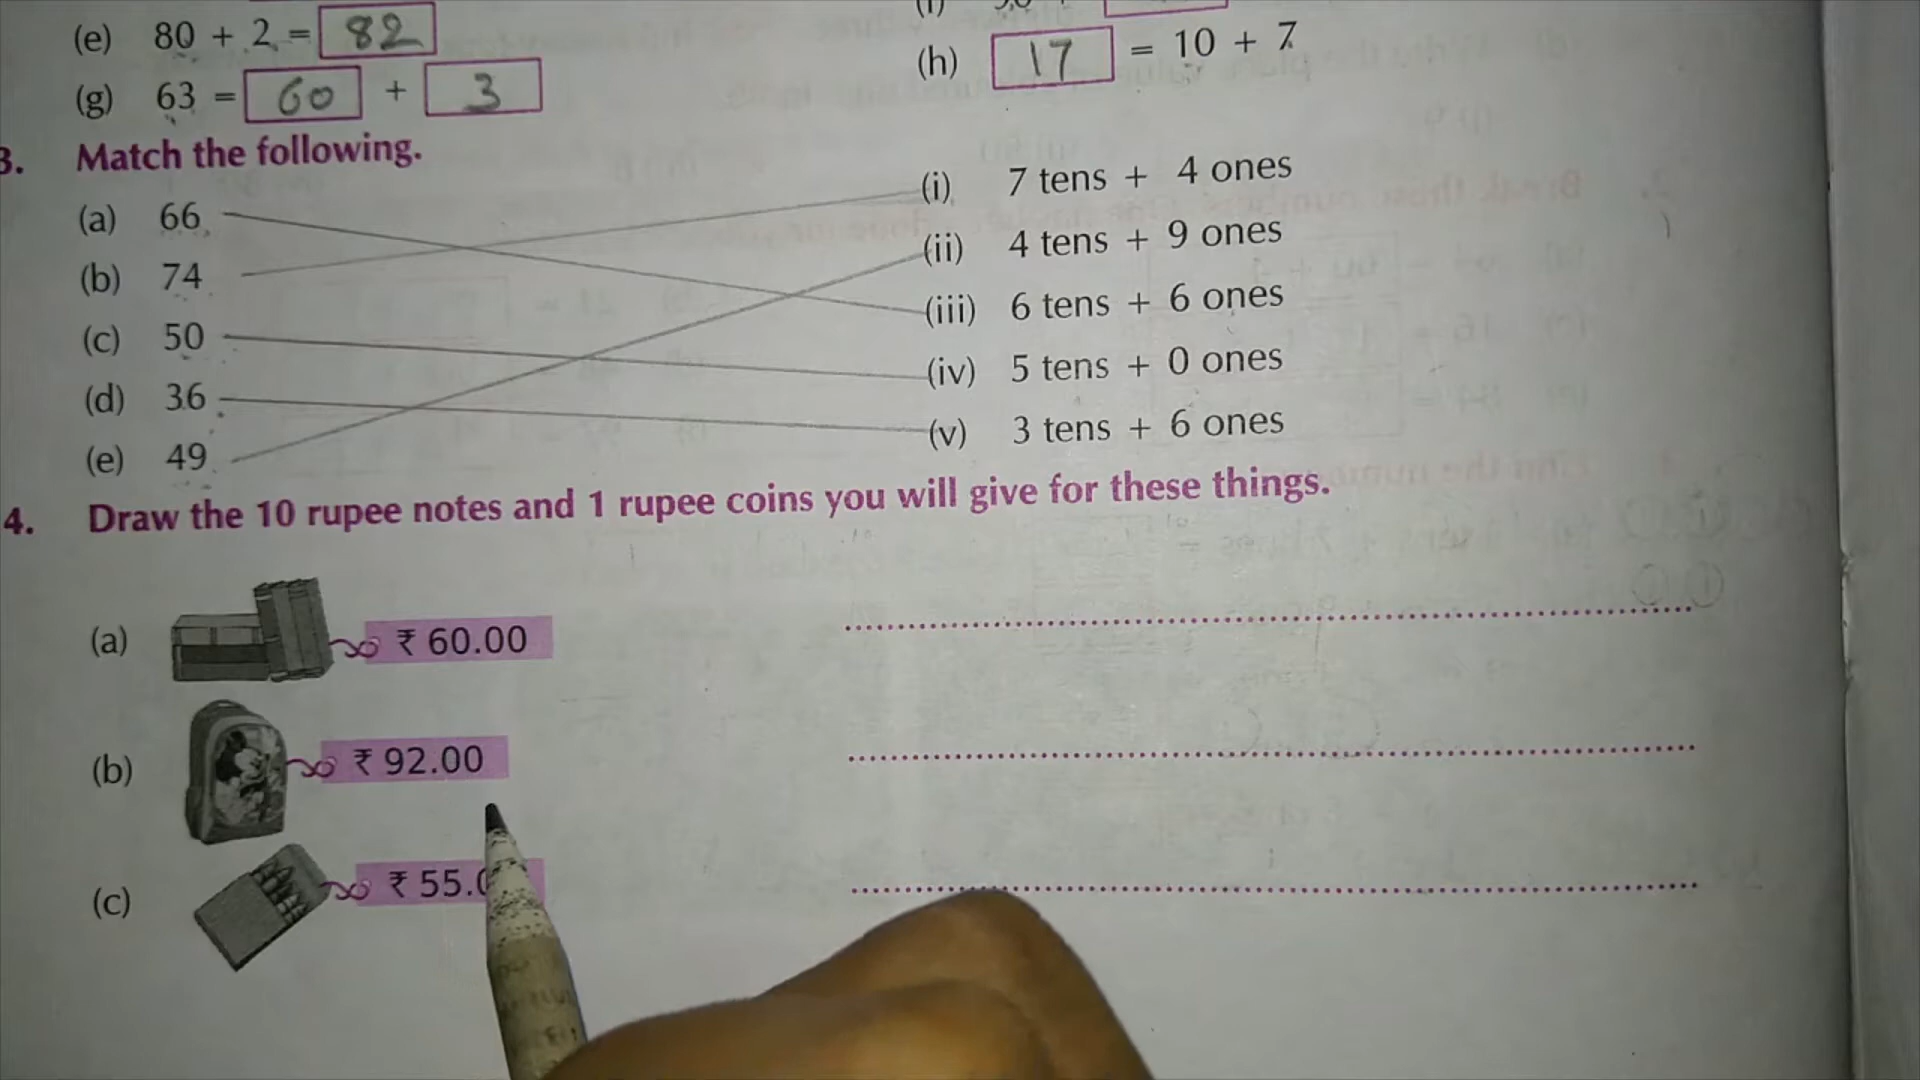 (e) 80 + 2 = 82
(h) 17 = 10 + 7
(g) 63 = 60 + 3
3. Match the following.
(a) 66 (i) 7 tens + 4 ones
(b) 74 (ii) 4 tens + 9 ones
(c) 50 (iii) 6 tens + 6 ones
(d) 36 (iv) 5 tens + 0 ones
(e) 49 (v) 3 tens + 6 ones
4. Draw the 10 rupee notes and 1 rupee coins you will give for these things.
(a) ₹ 60.00
(b) ₹ 92.00
(c) ₹ 55.0